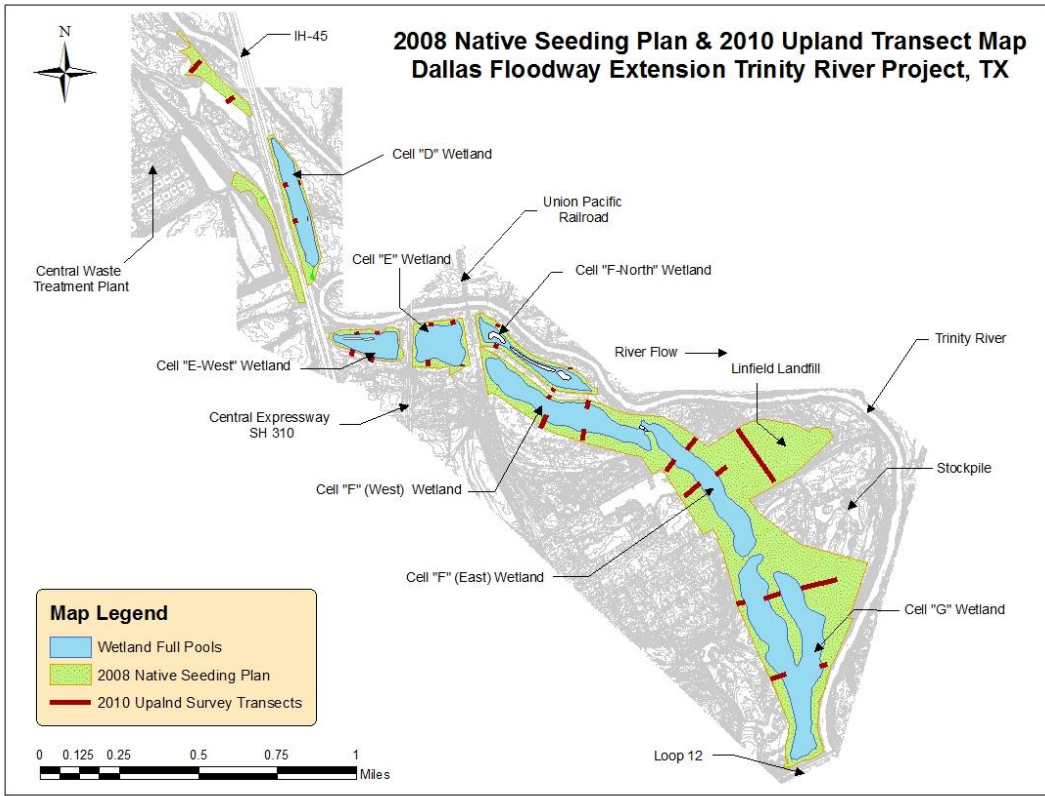 2008 Native Seeding Plan & 2010 Upland Transect Map
Dallas Floodway Extension Trinity River Project, TX
N
IH-45
Cell "D" Wetland
Union Pacific
Railroad
Central Waste
Treatment Plant
Cell "E" Wetland
Cell "F-North" Wetland
River Flow
Trinity River
Linfield Landfill
Cell "E-West" Wetland
Central Expressway
SH 310
Stockpile
Cell "F" (West) Wetland
Cell "F" (East) Wetland
Cell "G" Wetland
Map Legend
Wetland Full Pools
2008 Native Seeding Plan
2010 Upalnd Survey Transects
Loop 12
0 0.125 0.25 0.5 0.75 1
Miles